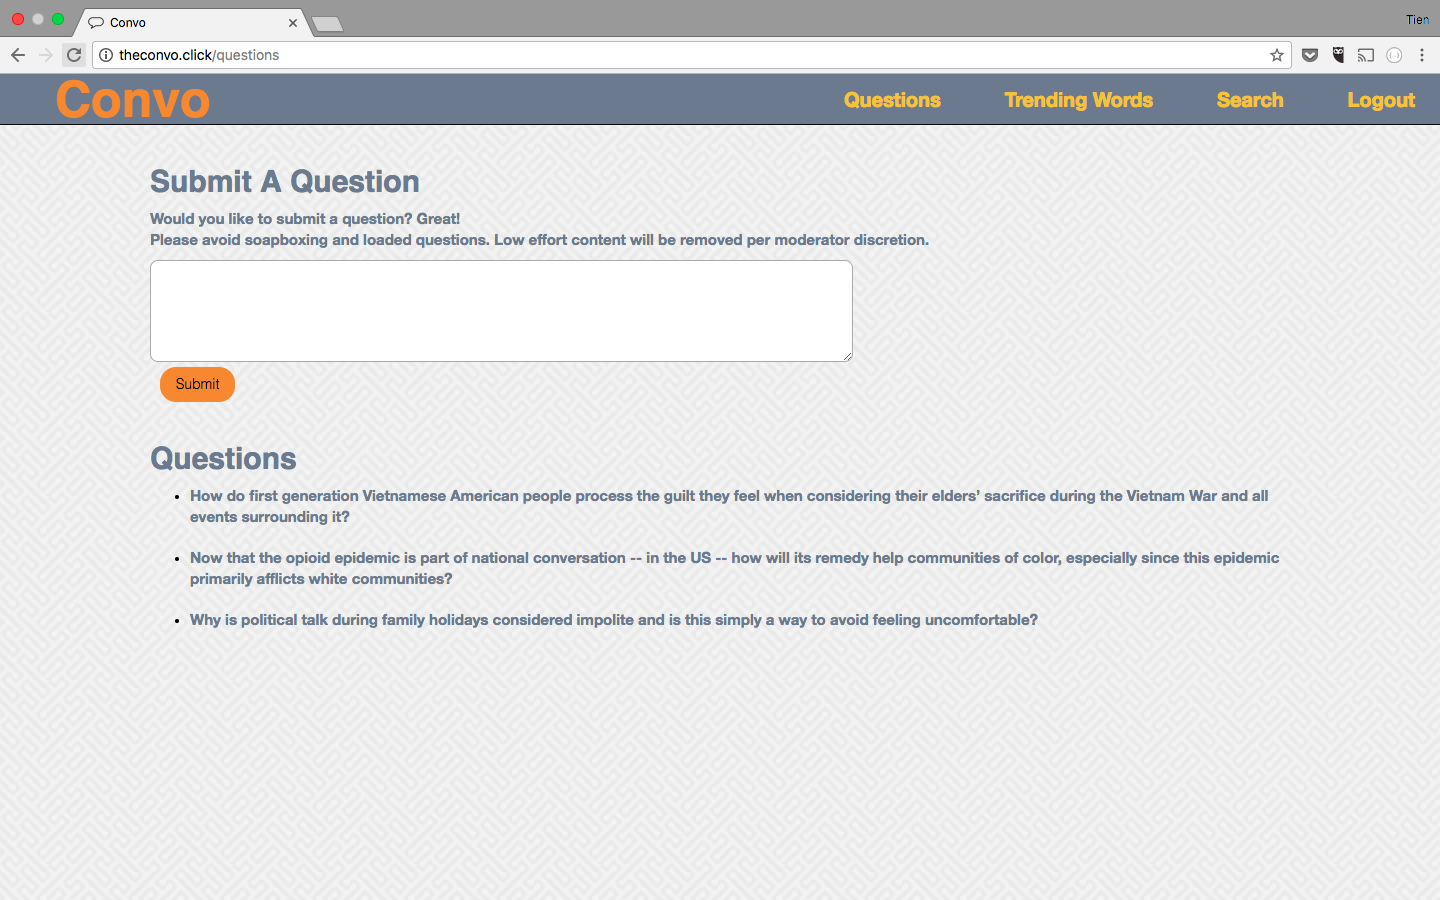 Convo
Tien
theconvo.click/questions
Convo
Questions
Trending Words
Search
Logout
Submit A Question
Would you like to submit a question? Great!
Please avoid soapboxing and loaded questions. Low effort content will be removed per moderator discretion.
Submit
Questions
How do first generation Vietnamese American people process the guilt they feel when considering their elders’ sacrifice during the Vietnam War and all
events surrounding it?
Now that the opioid epidemic is part of national conversation -- in the US -- how will its remedy help communities of color, especially since this epidemic
primarily afflicts white communities?
Why is political talk during family holidays considered impolite and is this simply a way to avoid feeling uncomfortable?